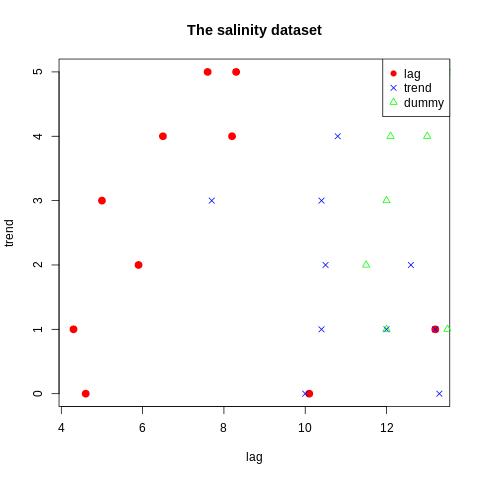 The salinity dataset
lag
trend
dummy
trend
0 1 2 3 4 5
4 6 8 10 12
lag